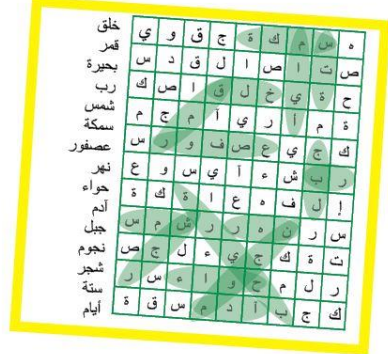 ه س م ك ة ج ق و ي
ص ت ا ص ا ل ق د س
ح ة ي خ ل ق ا ص ك
ة م أ ر ي آ م ج م
ك ج ي ع ص ف و ر س
ر ب ش ء آ ي س و ع
إ ل ف ه ع ا ة ك ة
س ر ن ه ر ر ش م س
ت ة ك ج ي ء ل ج ص
ر ل م ح و ا ء س ر
ك ج ب آ د م س ق ة
خلق
قمر
بحيرة
رب
شمس
سمكة
عصفور
نهر
حواء
آدم
جبل
نجوم
شجر
ستة
أيام